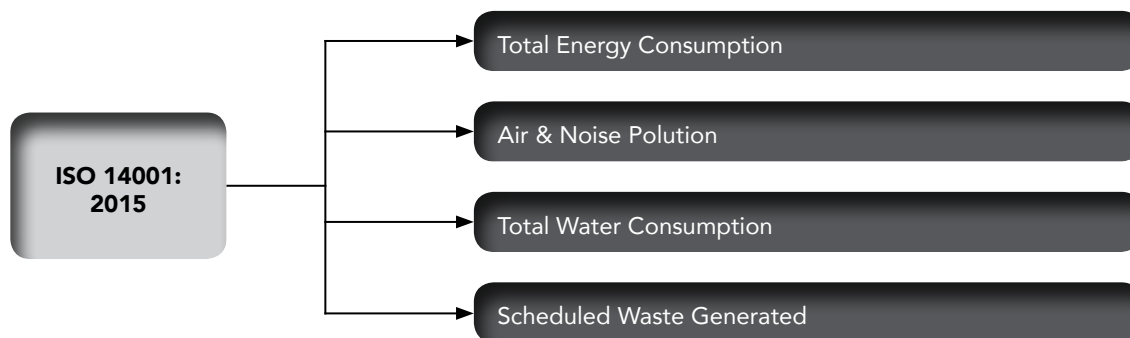 Total Energy Consumption
Air & Noise Polution
ISO 14001:
2015
Total Water Consumption
Scheduled Waste Generated